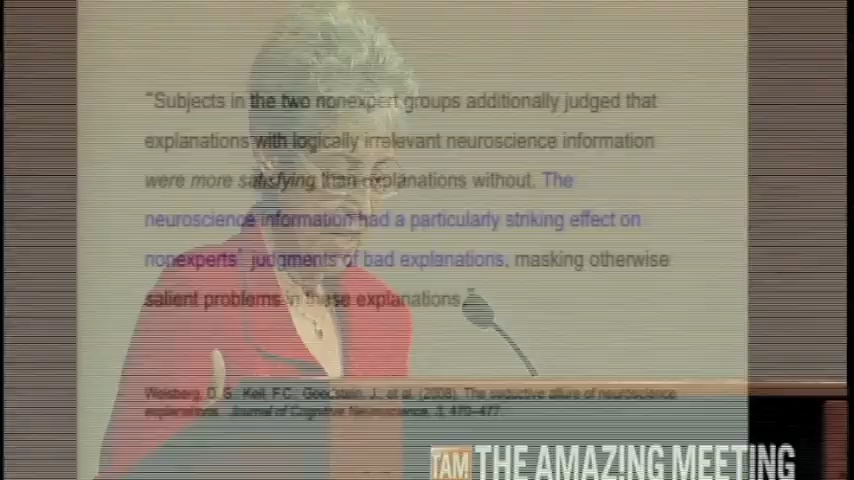 "Subjects in the two nonexpert groups additionally judged that
explanations with logically irrelevant neuroscience information
were more satisfying than explanations without. The
neuroscience information had a particularly striking effect on
nonexperts' judgments of bad explanations, masking otherwise
salient problems in these explanations."
Weisberg, D. S., Keil, F.C., Goodstein, J., et al. (2008). The seductive allure of neuroscience
explanations. Journal of Cognitive Neuroscience, 3, 470–477.
TAM! THE AMAZ!NG MEETING